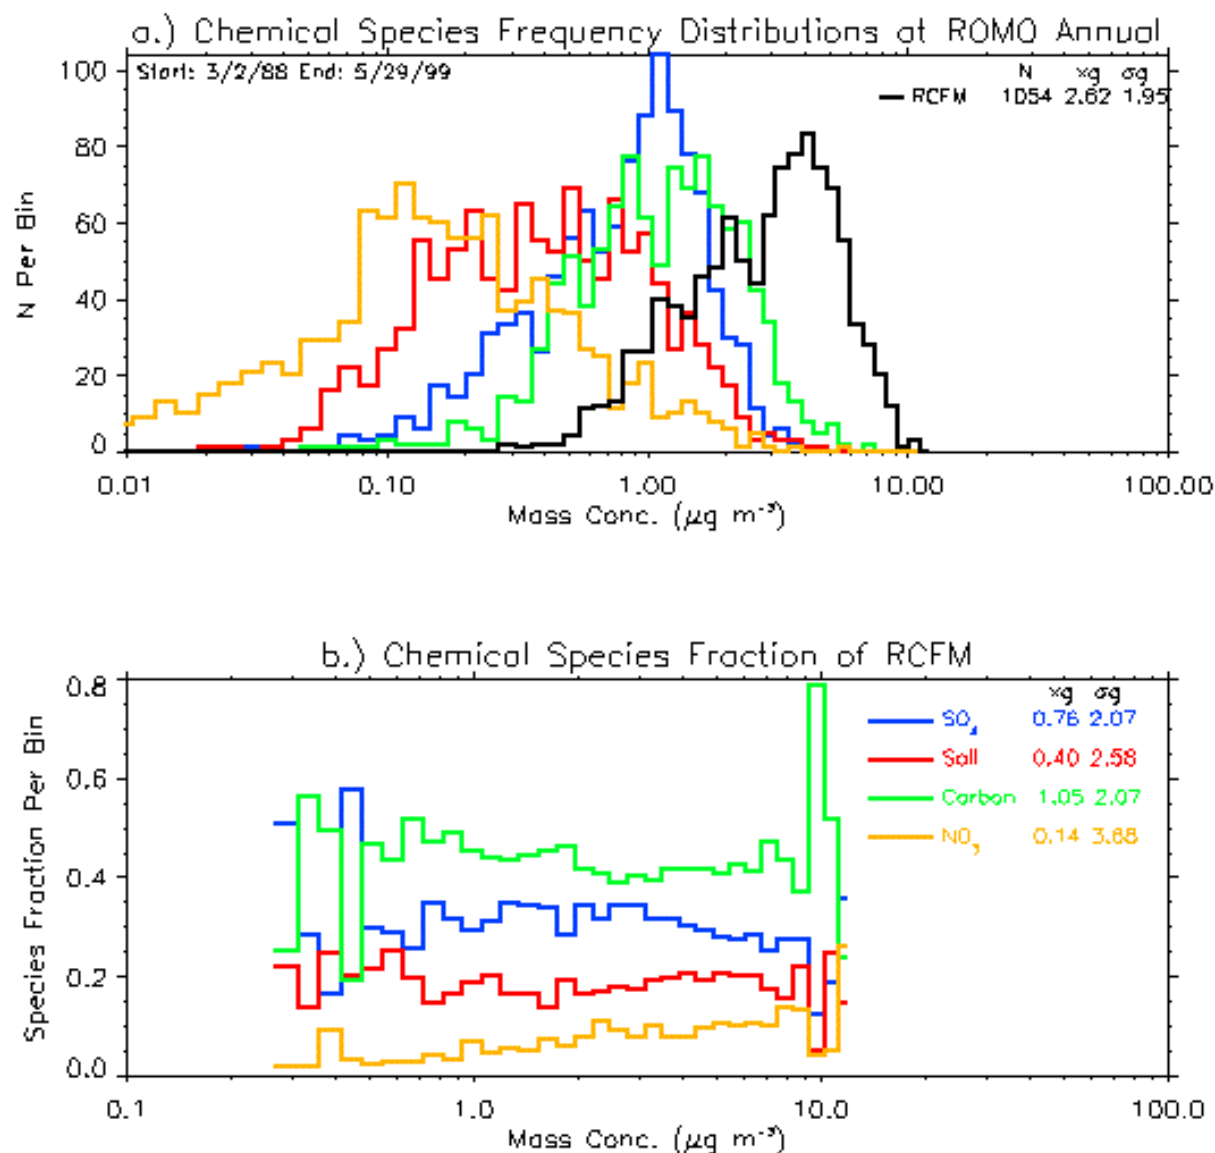 a.) Chemical Species Frequency Distributions at ROMO Annual
Start: 3/2/88 End: 5/29/99
N xg σg
RCFM 1054 2.62 1.95
100
80
60
40
20
0
N Per Bin
0.01 0.10 1.00 10.00 100.00
Mass Conc. (μg m⁻³)
b.) Chemical Species Fraction of RCFM
xg σg
SO₄ 0.76 2.07
Soil 0.40 2.58
Carbon 1.05 2.07
NO₃ 0.14 3.68
0.8
0.6
0.4
0.2
0.0
Species Fraction Per Bin
0.1 1.0 10.0 100.0
Mass Conc. (μg m⁻³)